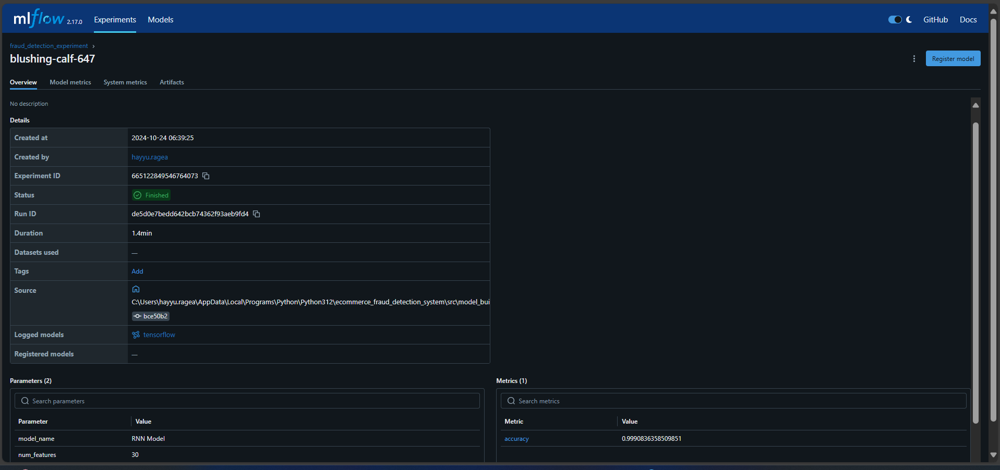 mlflow 2.17.0 Experiments Models GitHub Docs
fraud_detection_experiment
blushing-calf-647
Register model
Overview Model metrics System metrics Artifacts
No description
Details
Created at 2024-10-24 06:39:25
Created by hayyu.ragea
Experiment ID 665122849546764073
Status Finished
Run ID de5d0e7bedd642bcb74362f93aeb9fd4
Duration 1.4min
Datasets used —
Tags Add
Source
C:\Users\hayyu.ragea\AppData\Local\Programs\Python\Python312\ecommerce_fraud_detection_system\src\model_bui
bce50b2
Logged models tensorflow
Registered models —
Parameters (2)
Search parameters
Parameter Value
model_name RNN Model
num_features 30
Metrics (1)
Search metrics
Metric Value
accuracy 0.9990836358509851